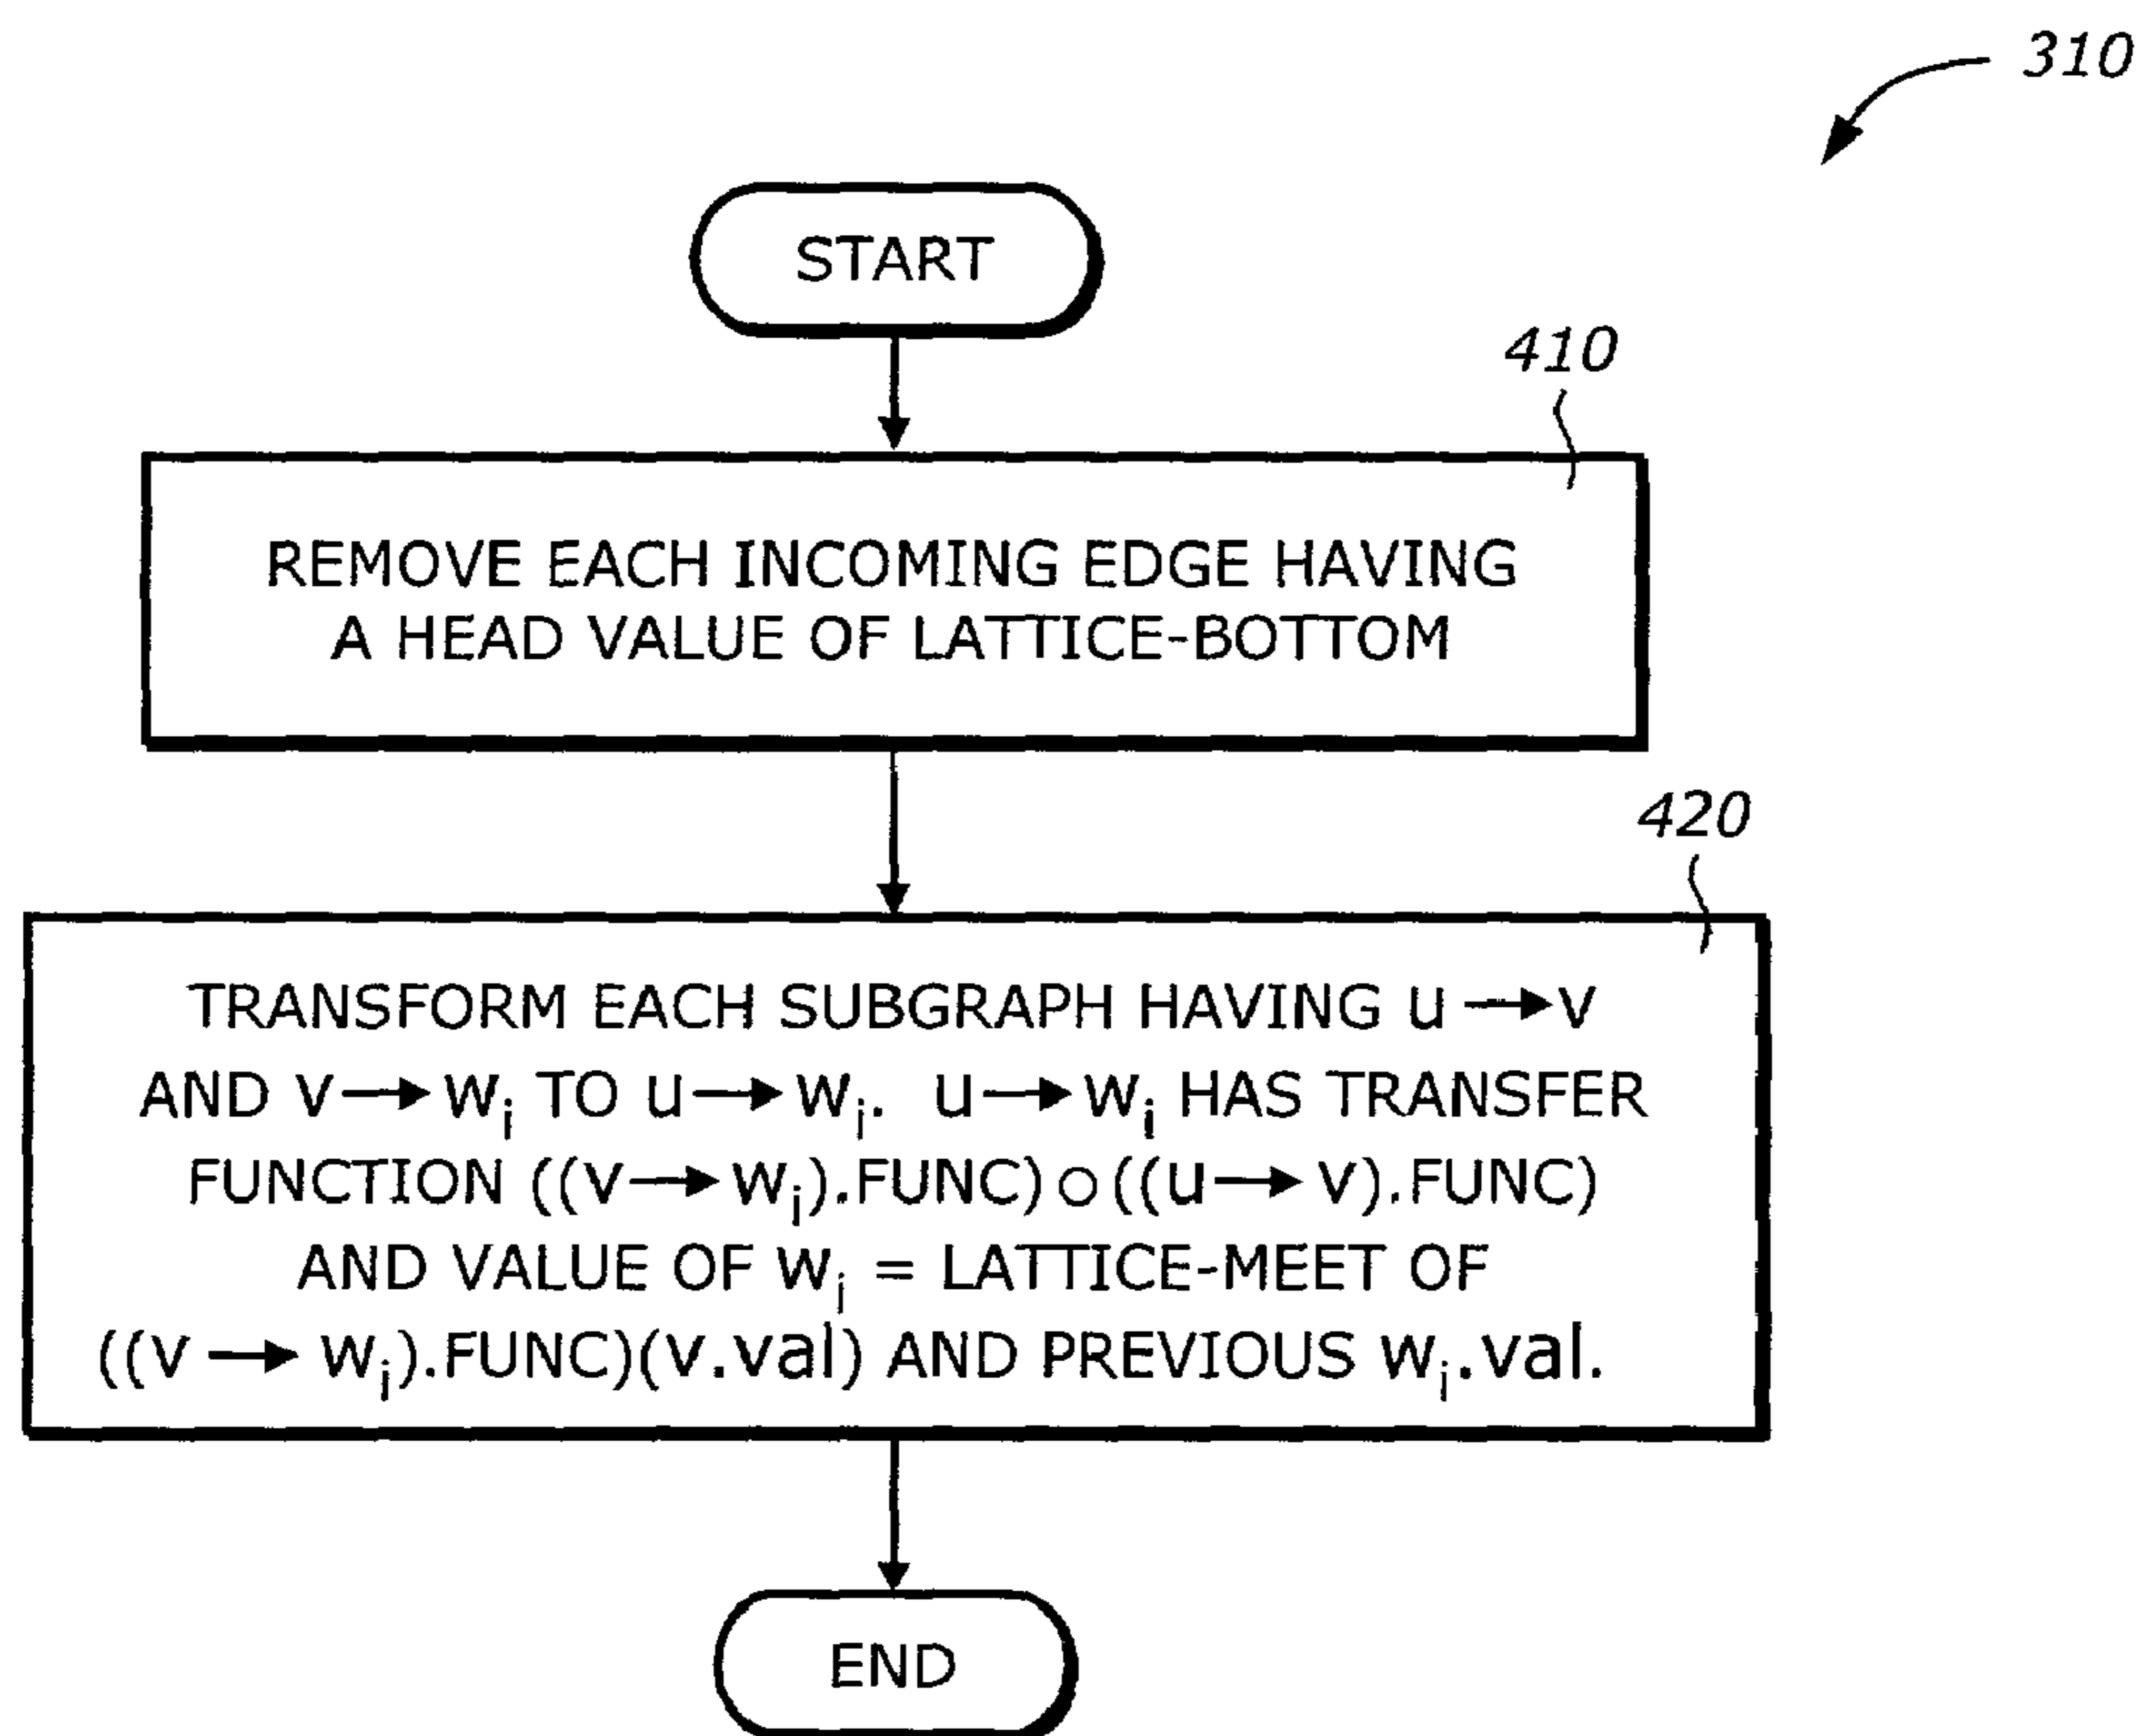 310
START
410
REMOVE EACH INCOMING EDGE HAVING
A HEAD VALUE OF LATTICE-BOTTOM
420
TRANSFORM EACH SUBGRAPH HAVING u → v
AND v → wᵢ TO u → wᵢ. u → wᵢ HAS TRANSFER
FUNCTION ((v → wᵢ).FUNC) ○ ((u → v).FUNC)
AND VALUE OF wᵢ = LATTICE-MEET OF
((v → wᵢ).FUNC)(v.val) AND PREVIOUS wᵢ.val.
END